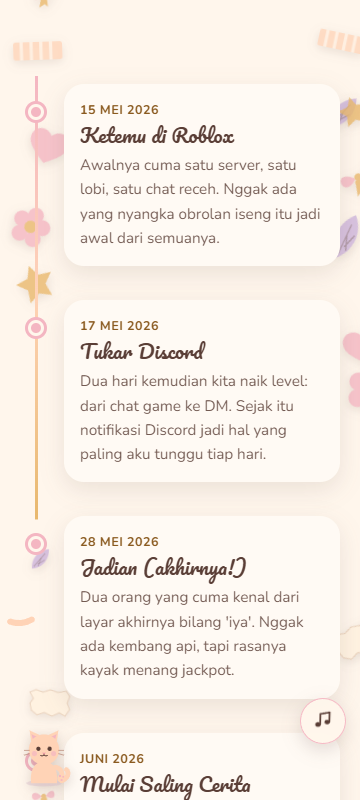 15 MEI 2026
Ketemu di Roblox
Awalnya cuma satu server, satu
lobi, satu chat receh. Nggak ada
yang nyangka obrolan iseng itu jadi
awal dari semuanya.
17 MEI 2026
Tukar Discord
Dua hari kemudian kita naik level:
dari chat game ke DM. Sejak itu
notifikasi Discord jadi hal yang
paling aku tunggu tiap hari.
28 MEI 2026
Jadian (akhirnya!)
Dua orang yang cuma kenal dari
layar akhirnya bilang 'iya'. Nggak
ada kembang api, tapi rasanya
kayak menang jackpot.
JUNI 2026
Mulai Saling Cerita